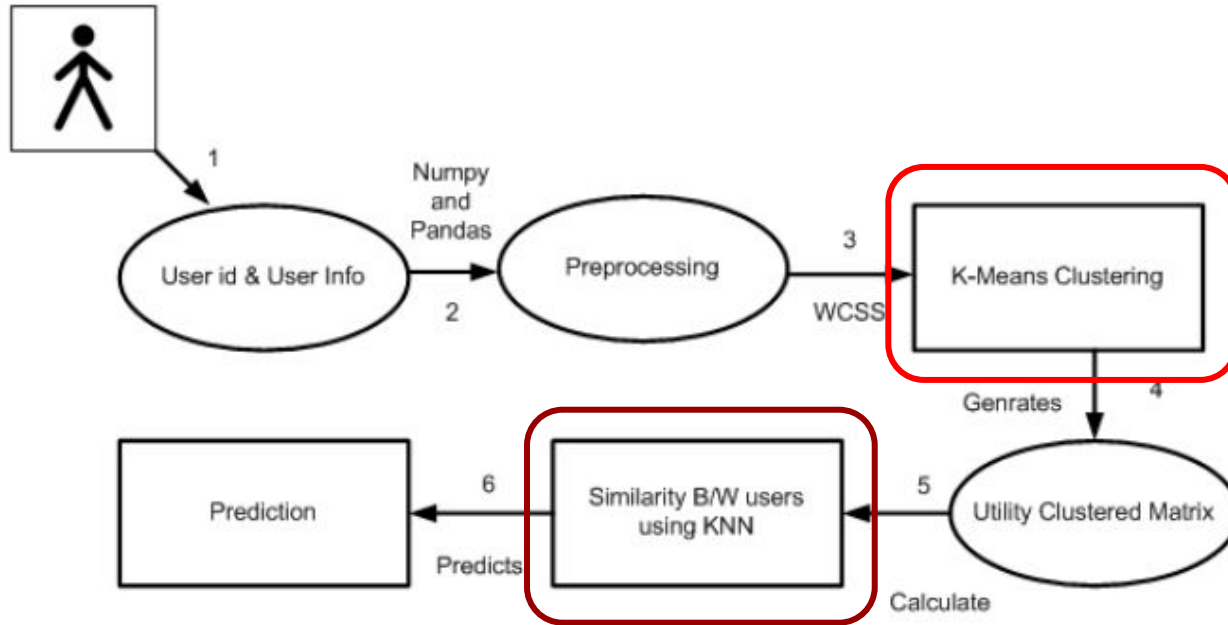 1
User id & User Info
Numpy
and
Pandas
2
Preprocessing
3
WCSS
K-Means Clustering
4
Genrates
Utility Clustered Matrix
5
Calculate
Similarity B/W users
using KNN
6
Predicts
Prediction